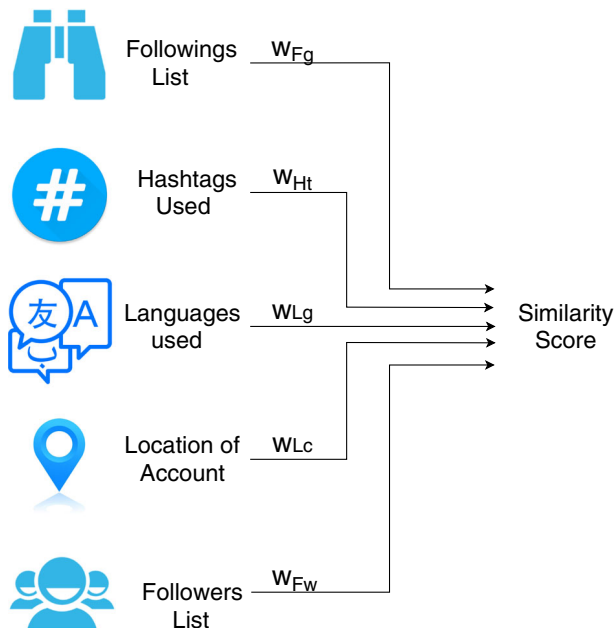 Followings
List
WFg
#
Hashtags
Used
WHt
友
A
ب
Languages
used
WLg
Similarity
Score
Location of
Account
WLc
Followers
List
WFw